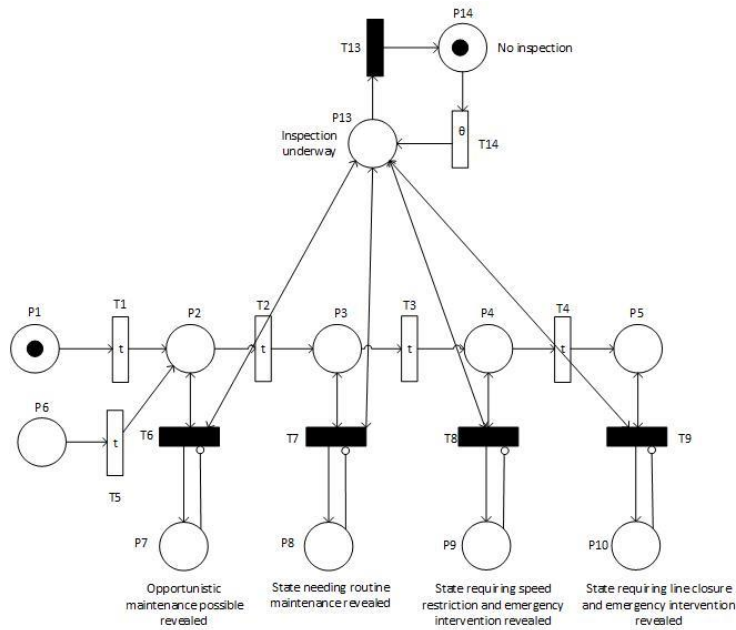 P14
T13
No inspection
P13
θ
T14
Inspection
underway
P1
T1
P2
T2
P3
T3
P4
T4
P5
t
t
t
t
P6
t
T5
T6
T7
T8
T9
P7
P8
P9
P10
Opportunistic
maintenance possible
revealed
State needing routine
maintenance revealed
State requiring speed
restriction and emergency
intervention revealed
State requiring line closure
and emergency intervention
revealed